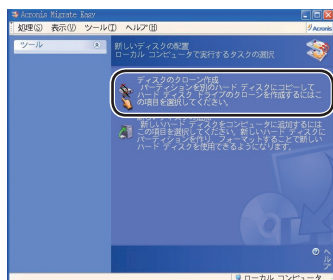 Acronis Migrate Easy
処理(S) 表示(V) ツール(T) ヘルプ(H)
Acronis
ツール
新しいディスクの配置
ローカル コンピュータで実行するタスクの選択
ディスクのクローン作成
パーティションを別のハード ディスクにコピーして
ハード ディスク ドライブのクローンを作成するにはこ
の項目を選択してください。
新しいハード ディスクをコンピュータに追加するには
この項目を選択してください。新しいハード ディスクに
パーティションを作り、フォーマットすることで新しい
ハード ディスクを使用できるようになります。
ヘルプ
ローカル コンピュータ